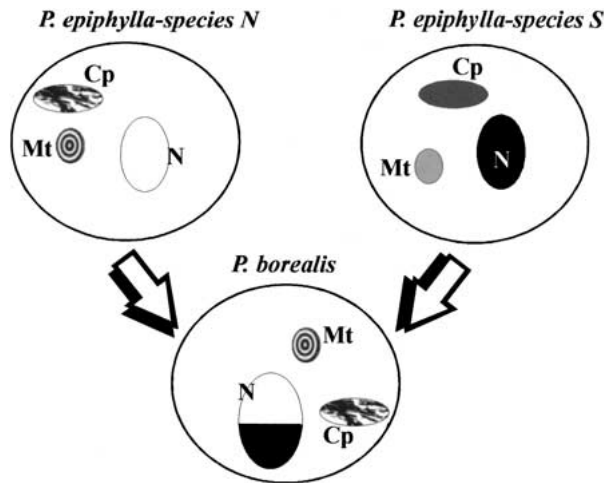 P. epiphylla-species N
P. epiphylla-species S
Cp
Mt
N
Cp
Mt
N
P. borealis
Mt
N
Cp